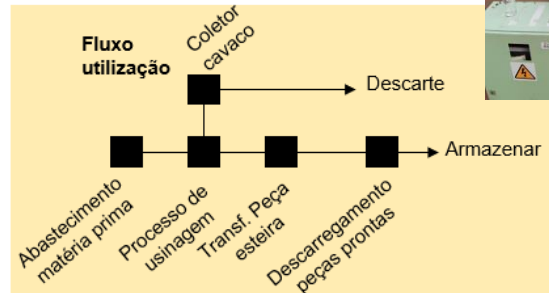 Fluxo
utilização
Coletor
cavaco
Descarte
Armazenar
Abastecimento
matéria prima
Processo de
usinagem
Transf. Peça
esteira
Descarregamento
peças prontas